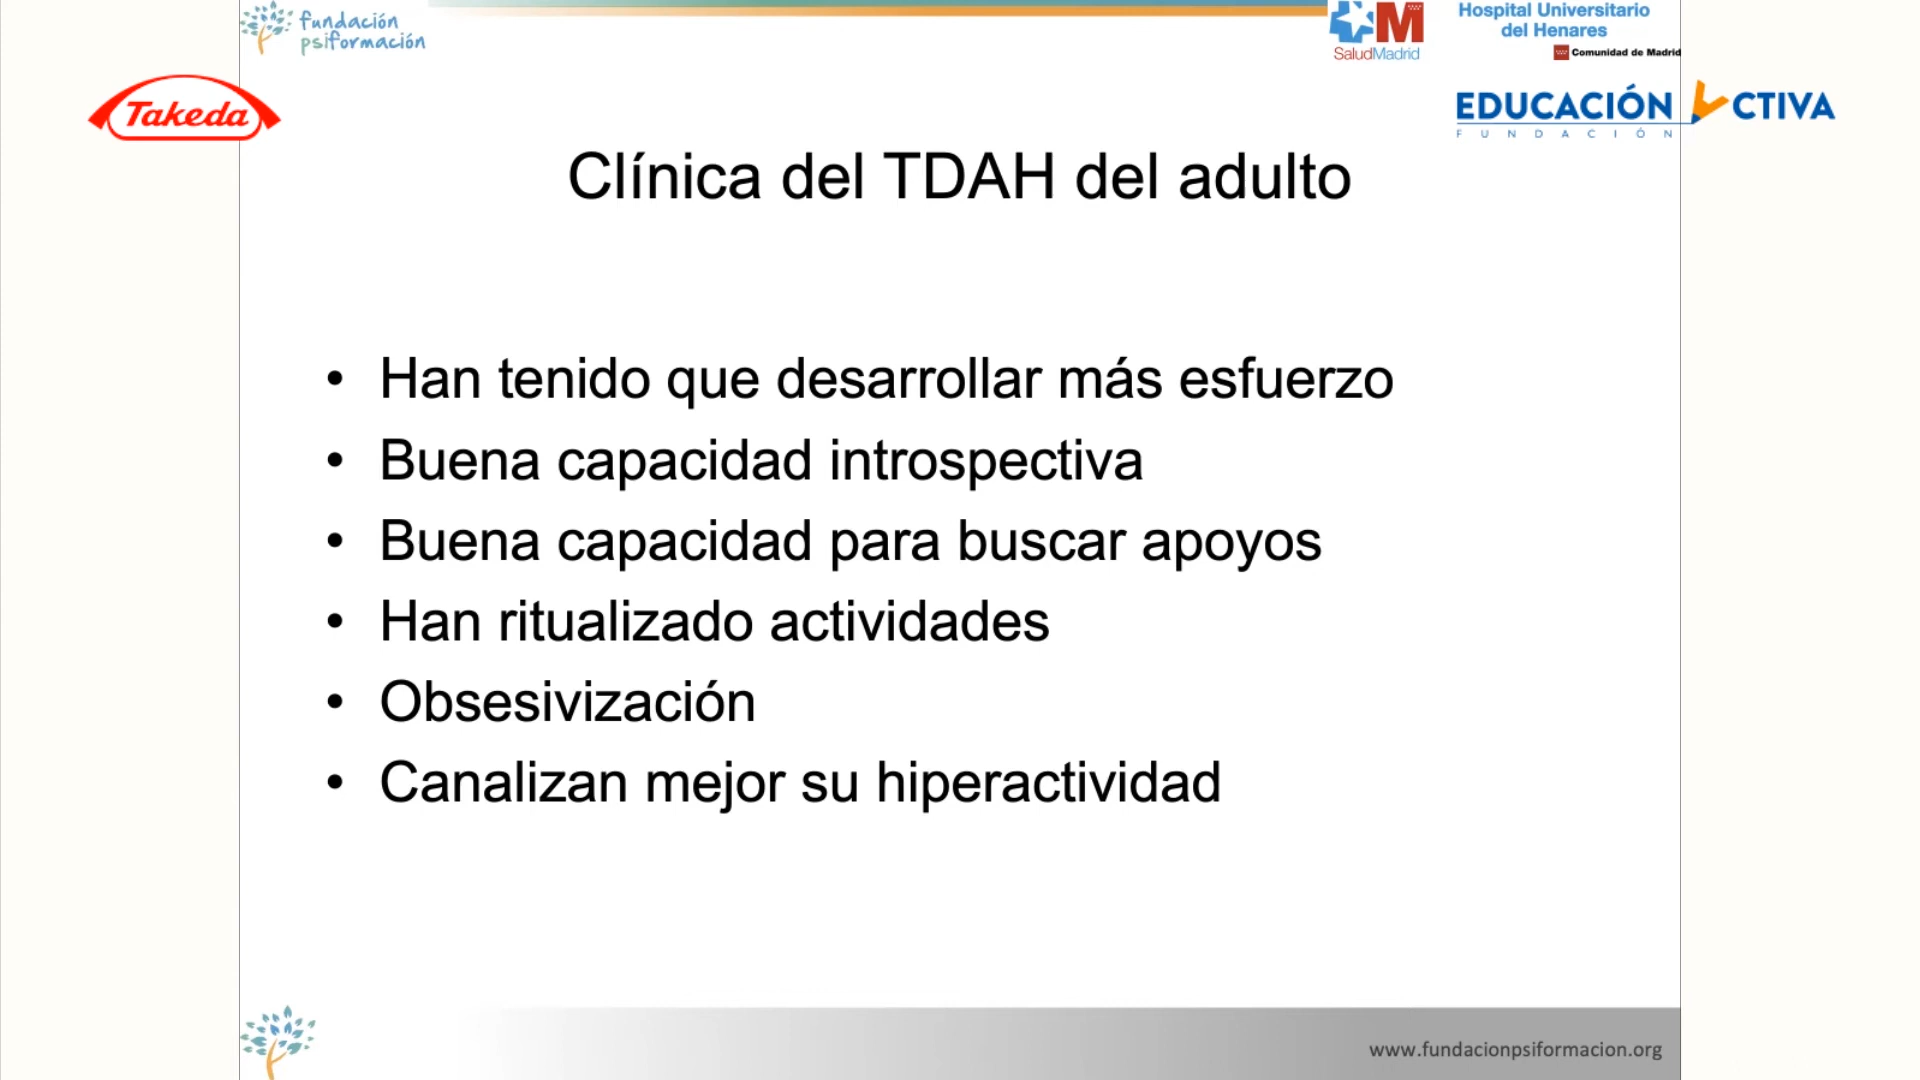 fundación
psiformación
SaludMadrid
Hospital Universitario
del Henares
Comunidad de Madrid
Takeda
EDUCACIÓN ACTIVA
FUNDACIÓN
Clínica del TDAH del adulto
• Han tenido que desarrollar más esfuerzo
• Buena capacidad introspectiva
• Buena capacidad para buscar apoyos
• Han ritualizado actividades
• Obsesivización
• Canalizan mejor su hiperactividad
www.fundacionpsiformacion.org